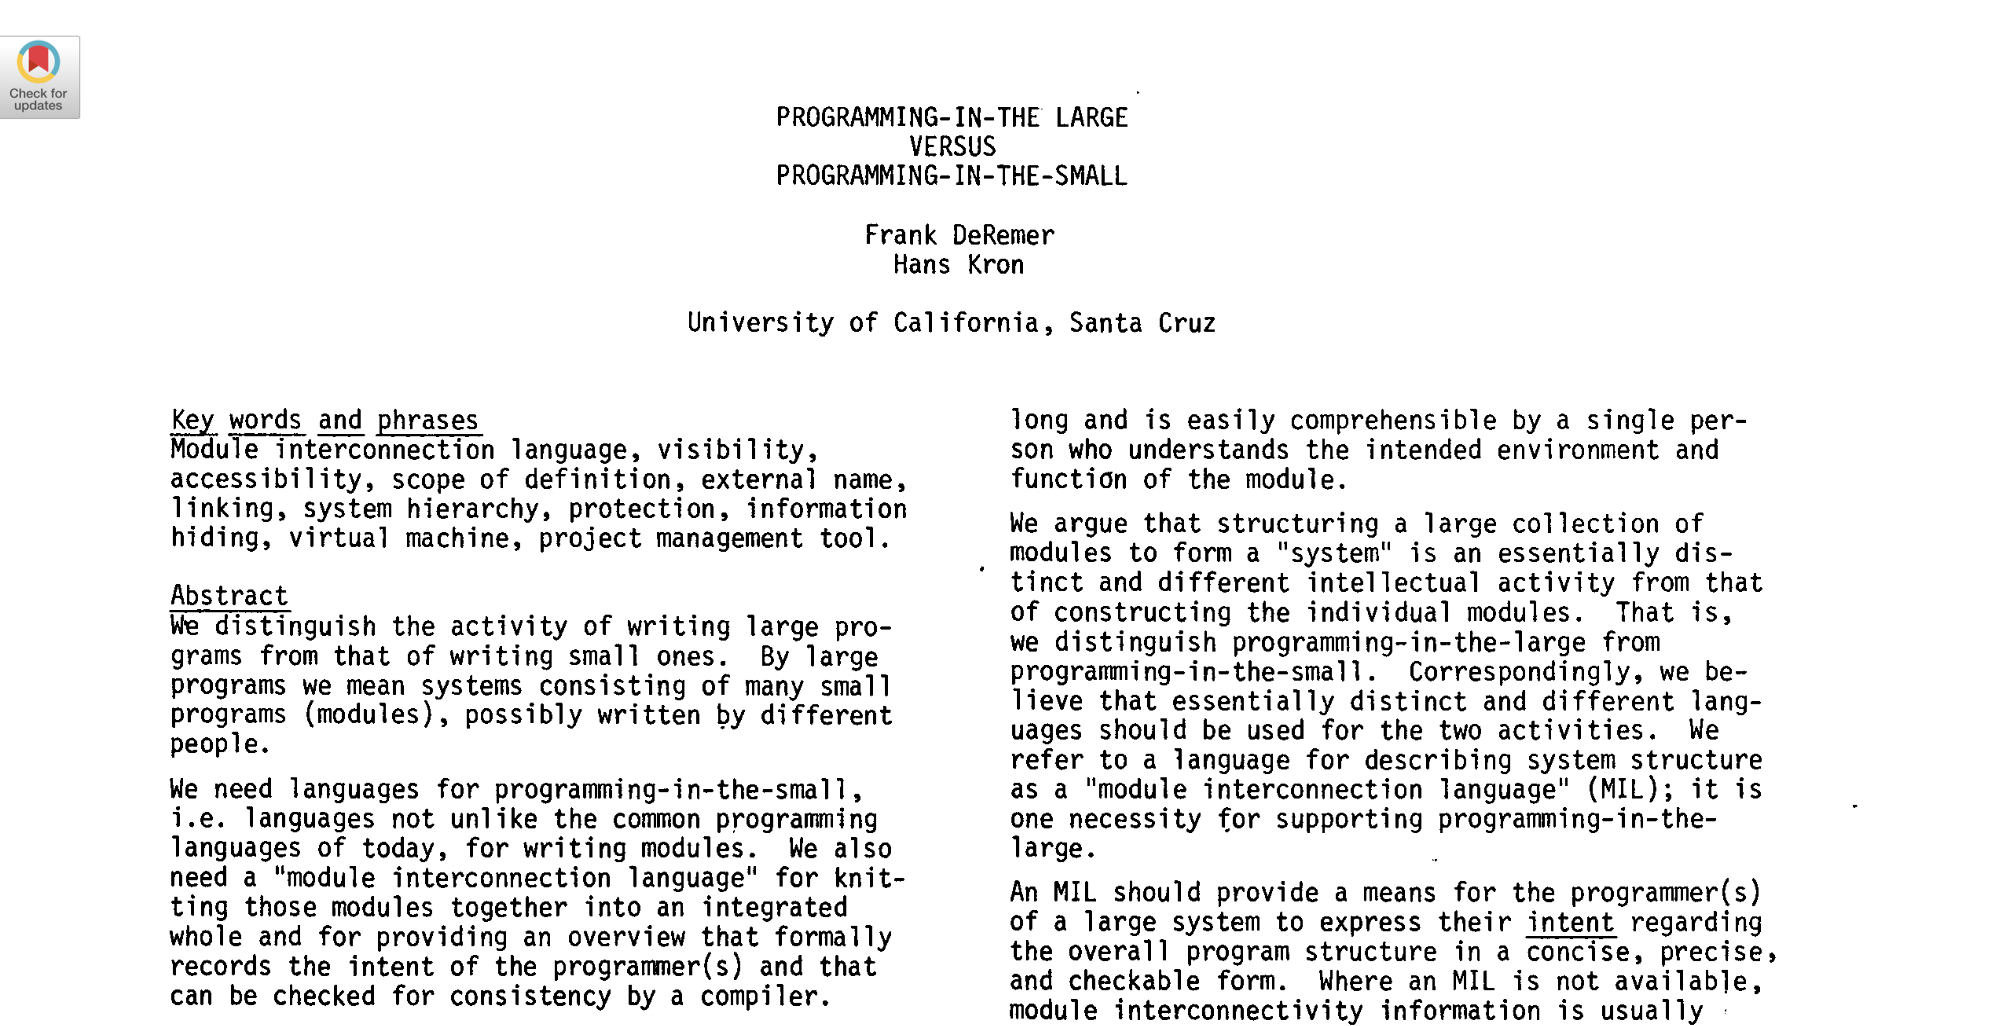 Check for
updates
PROGRAMMING-IN-THE LARGE
VERSUS
PROGRAMMING-IN-THE-SMALL
Frank DeRemer
Hans Kron
University of California, Santa Cruz
Key words and phrases
Module interconnection language, visibility,
accessibility, scope of definition, external name,
linking, system hierarchy, protection, information
hiding, virtual machine, project management tool.
Abstract
We distinguish the activity of writing large pro-
grams from that of writing small ones.  By large
programs we mean systems consisting of many small
programs (modules), possibly written by different
people.
We need languages for programming-in-the-small,
i.e. languages not unlike the common programming
languages of today, for writing modules.  We also
need a "module interconnection language" for knit-
ting those modules together into an integrated
whole and for providing an overview that formally
records the intent of the programmer(s) and that
can be checked for consistency by a compiler.
long and is easily comprehensible by a single per-
son who understands the intended environment and
function of the module.
We argue that structuring a large collection of
modules to form a "system" is an essentially dis-
tinct and different intellectual activity from that
of constructing the individual modules.  That is,
we distinguish programming-in-the-large from
programming-in-the-small.  Correspondingly, we be-
lieve that essentially distinct and different lang-
uages should be used for the two activities.  We
refer to a language for describing system structure
as a "module interconnection language" (MIL); it is
one necessity for supporting programming-in-the-
large.
An MIL should provide a means for the programmer(s)
of a large system to express their intent regarding
the overall program structure in a concise, precise,
and checkable form.  Where an MIL is not available,
module interconnectivity information is usually